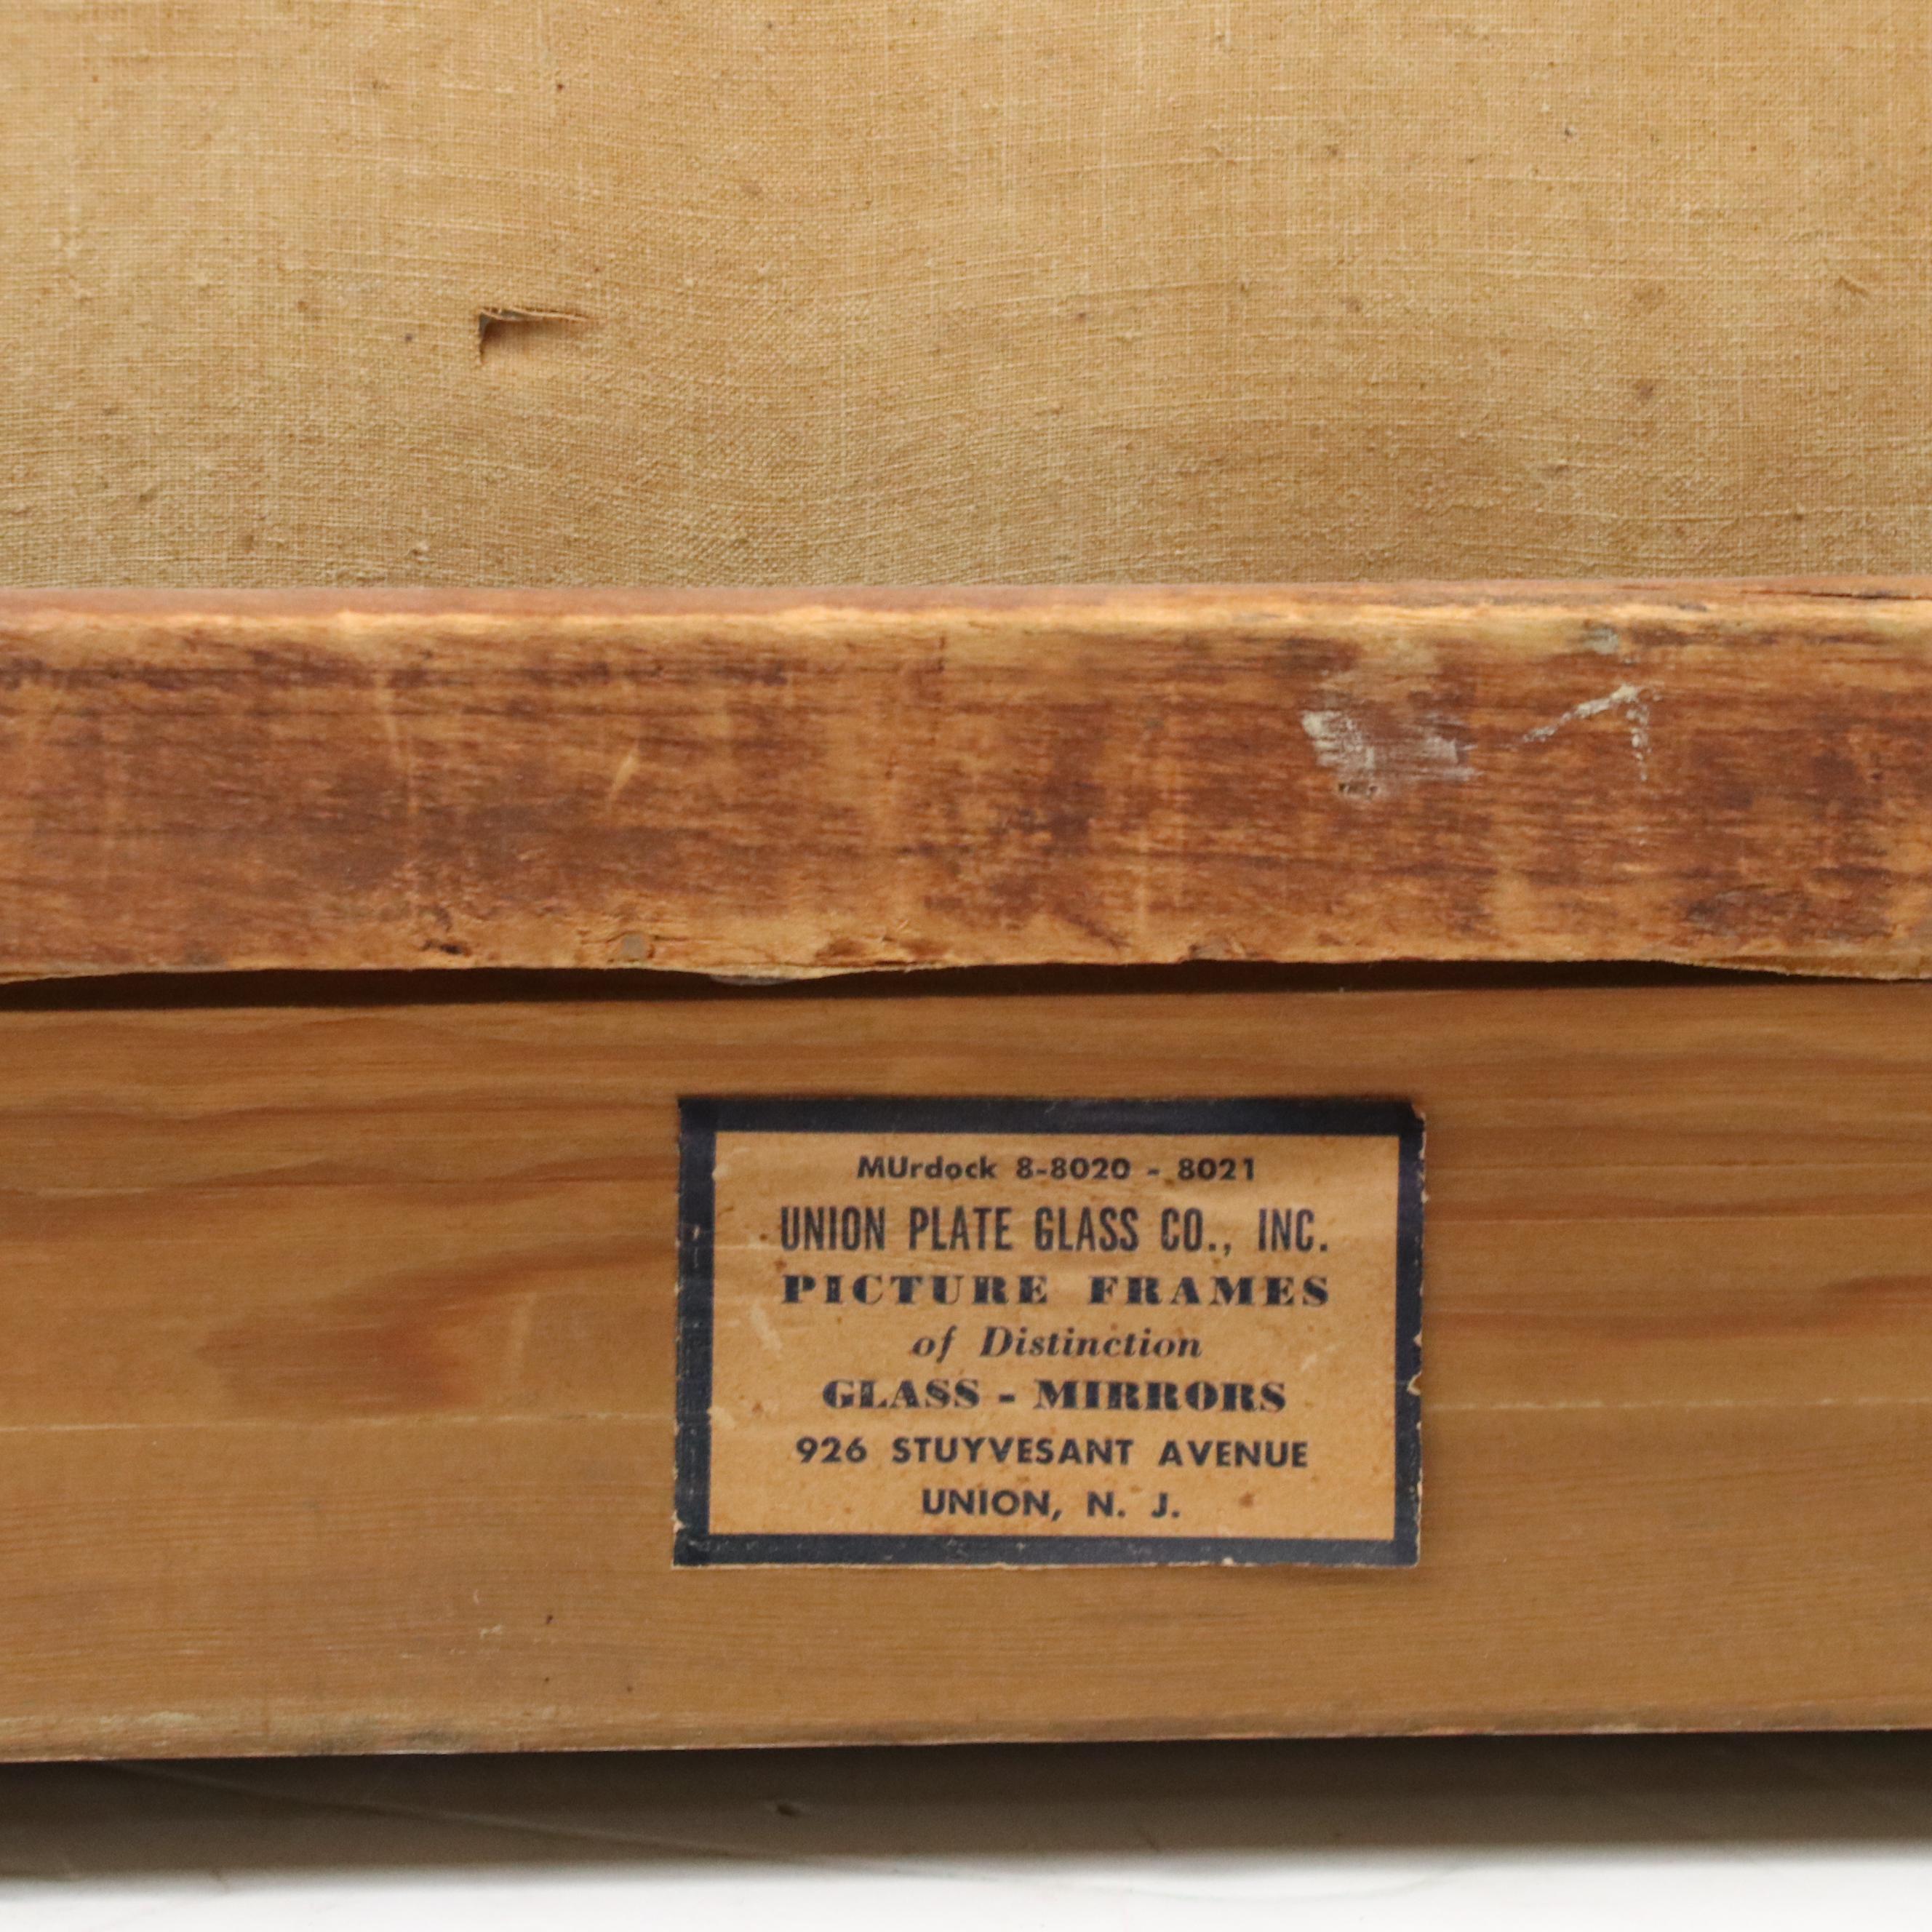 MUrdock 8-8020 - 8021
UNION PLATE GLASS CO., INC.
PICTURE FRAMES
of Distinction
GLASS - MIRRORS
926 STUYVESANT AVENUE
UNION, N. J.